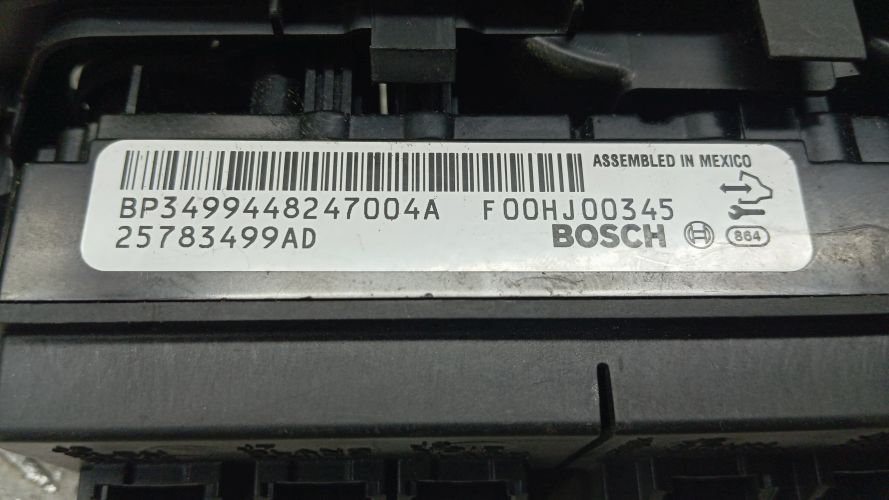 ASSEMBLED IN MEXICO
BP3499448247004A F00HJ00345
25783499AD BOSCH 864